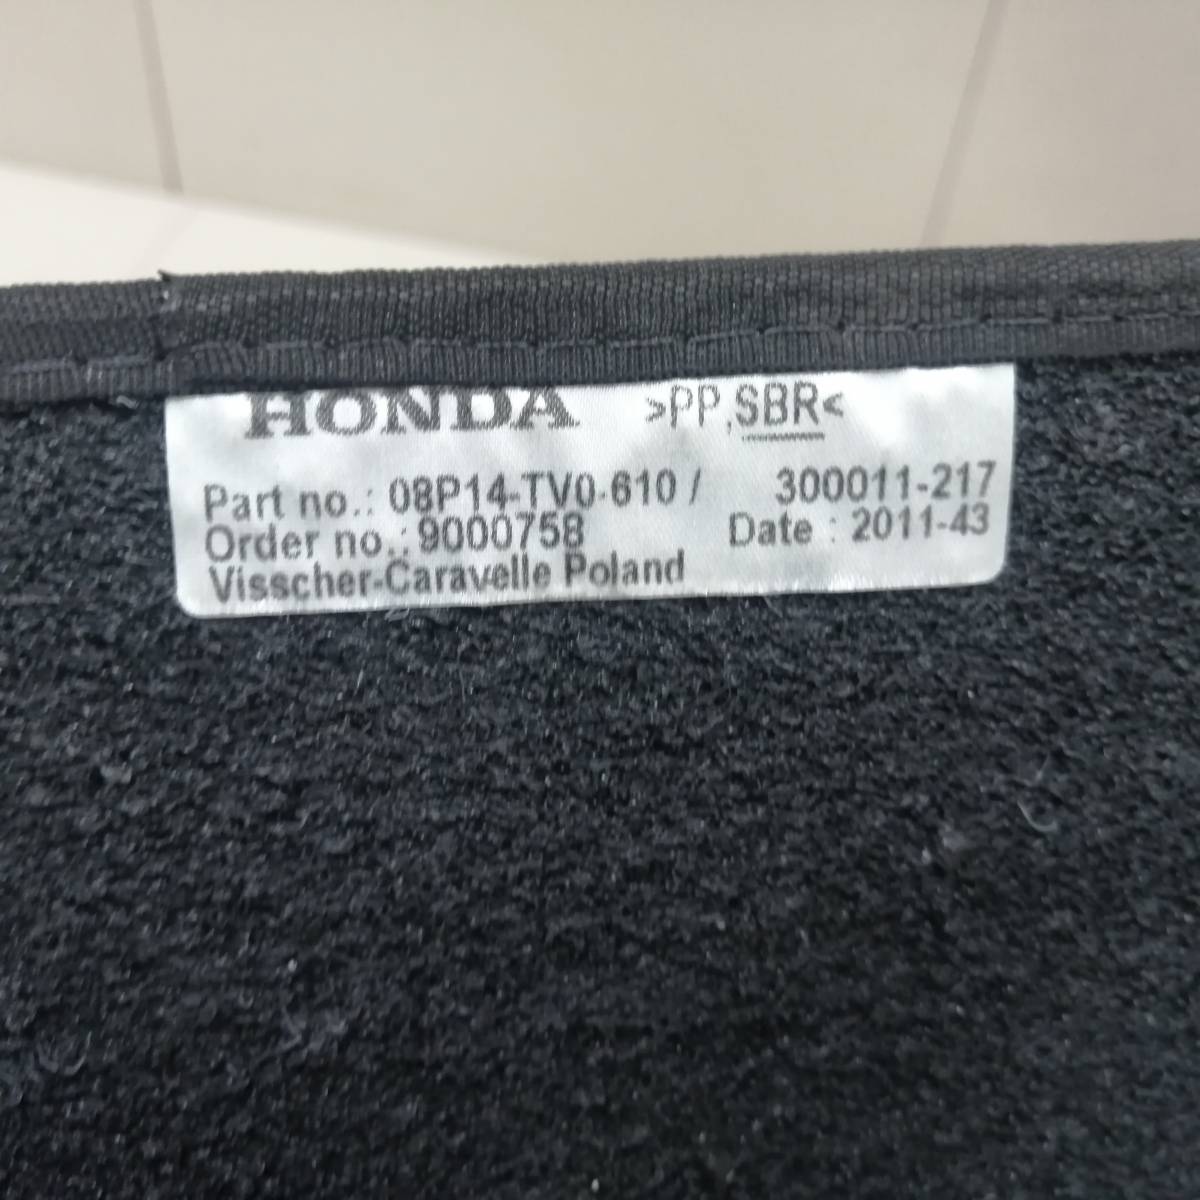 HONDA >PP,SBR<
Part no.: 08P14-TV0-610 / 300011-217
Order no.: 9000758 Date : 2011-43
Visscher-Caravelle Poland